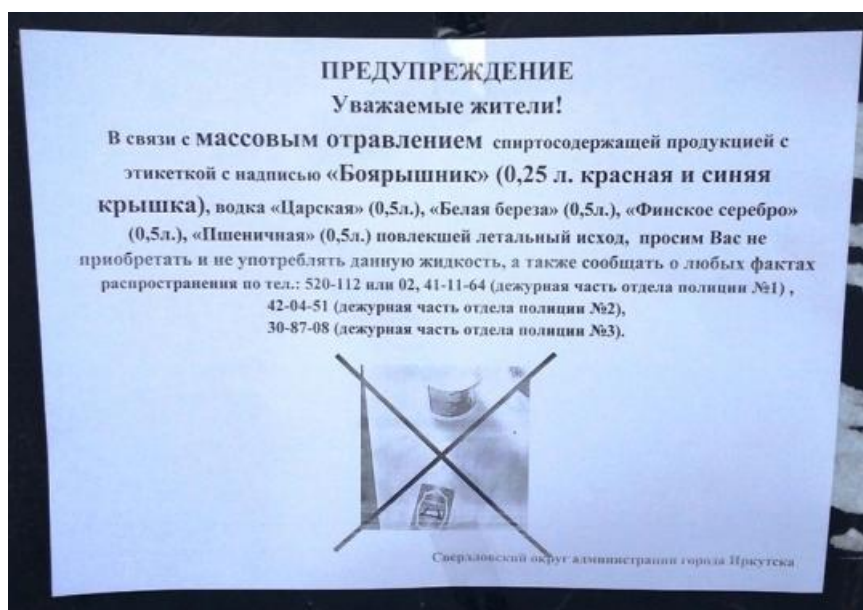 ПРЕДУПРЕЖДЕНИЕ
Уважаемые жители!
В связи с массовым отравлением спиртосодержащей продукцией с
этикеткой с надписью «Боярышник» (0,25 л. красная и синяя
крышка), водка «Царская» (0,5л.), «Белая береза» (0,5л.), «Финское серебро»
(0,5л.), «Пшеничная» (0,5л.) повлекшей летальный исход, просим Вас не
приобретать и не употреблять данную жидкость, а также сообщать о любых фактах
распространения по тел.: 520-112 или 02, 41-11-64 (дежурная часть отдела полиции №1) ,
42-04-51 (дежурная часть отдела полиции №2),
30-87-08 (дежурная часть отдела полиции №3).
Свердловский округ администрации города Иркутска